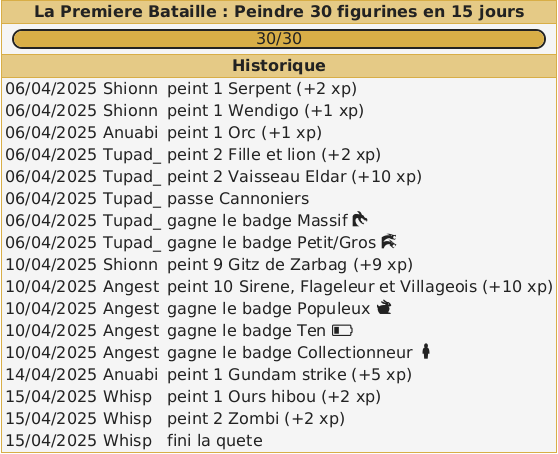 La Premiere Bataille : Peindre 30 figurines en 15 jours
30/30
Historique
06/04/2025 Shionn peint 1 Serpent (+2 xp)
06/04/2025 Shionn peint 1 Wendigo (+1 xp)
06/04/2025 Anuabi peint 1 Orc (+1 xp)
06/04/2025 Tupad_ peint 2 Fille et lion (+2 xp)
06/04/2025 Tupad_ peint 2 Vaisseau Eldar (+10 xp)
06/04/2025 Tupad_ passe Cannoniers
06/04/2025 Tupad_ gagne le badge Massif
06/04/2025 Tupad_ gagne le badge Petit/Gros
10/04/2025 Shionn peint 9 Gitz de Zarbag (+9 xp)
10/04/2025 Angest peint 10 Sirene, Flageleur et Villageois (+10 xp)
10/04/2025 Angest gagne le badge Populeux
10/04/2025 Angest gagne le badge Ten
10/04/2025 Angest gagne le badge Collectionneur
14/04/2025 Anuabi peint 1 Gundam strike (+5 xp)
15/04/2025 Whisp peint 1 Ours hibou (+2 xp)
15/04/2025 Whisp peint 2 Zombi (+2 xp)
15/04/2025 Whisp fini la quete